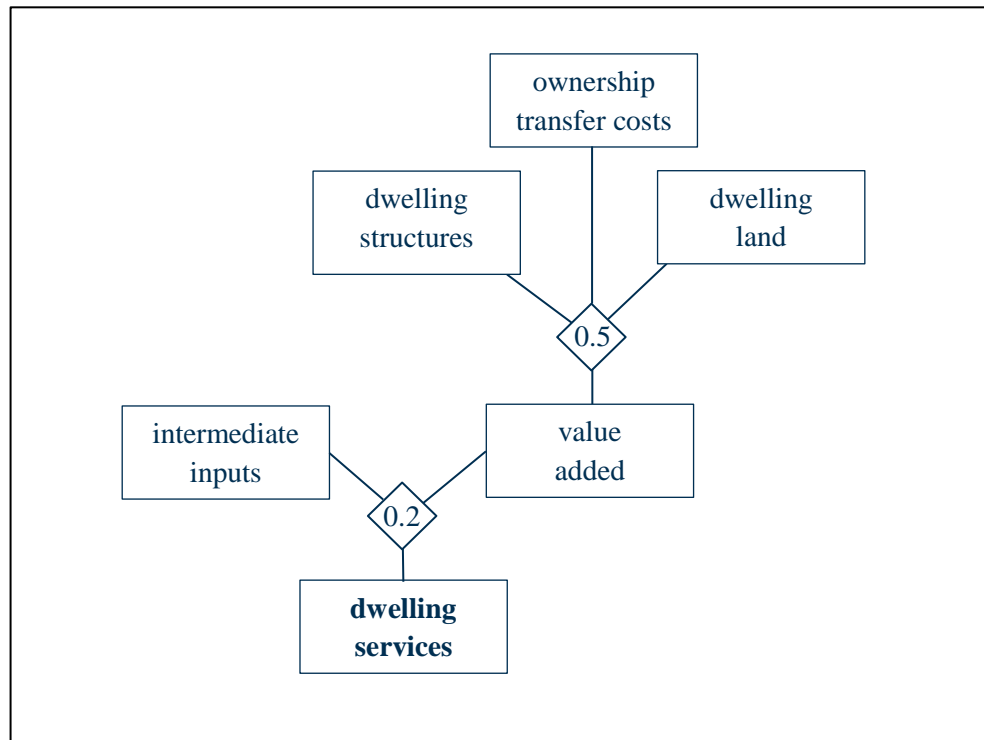 ownership
transfer costs
dwelling
structures
dwelling
land
0.5
intermediate
inputs
value
added
0.2
dwelling
services